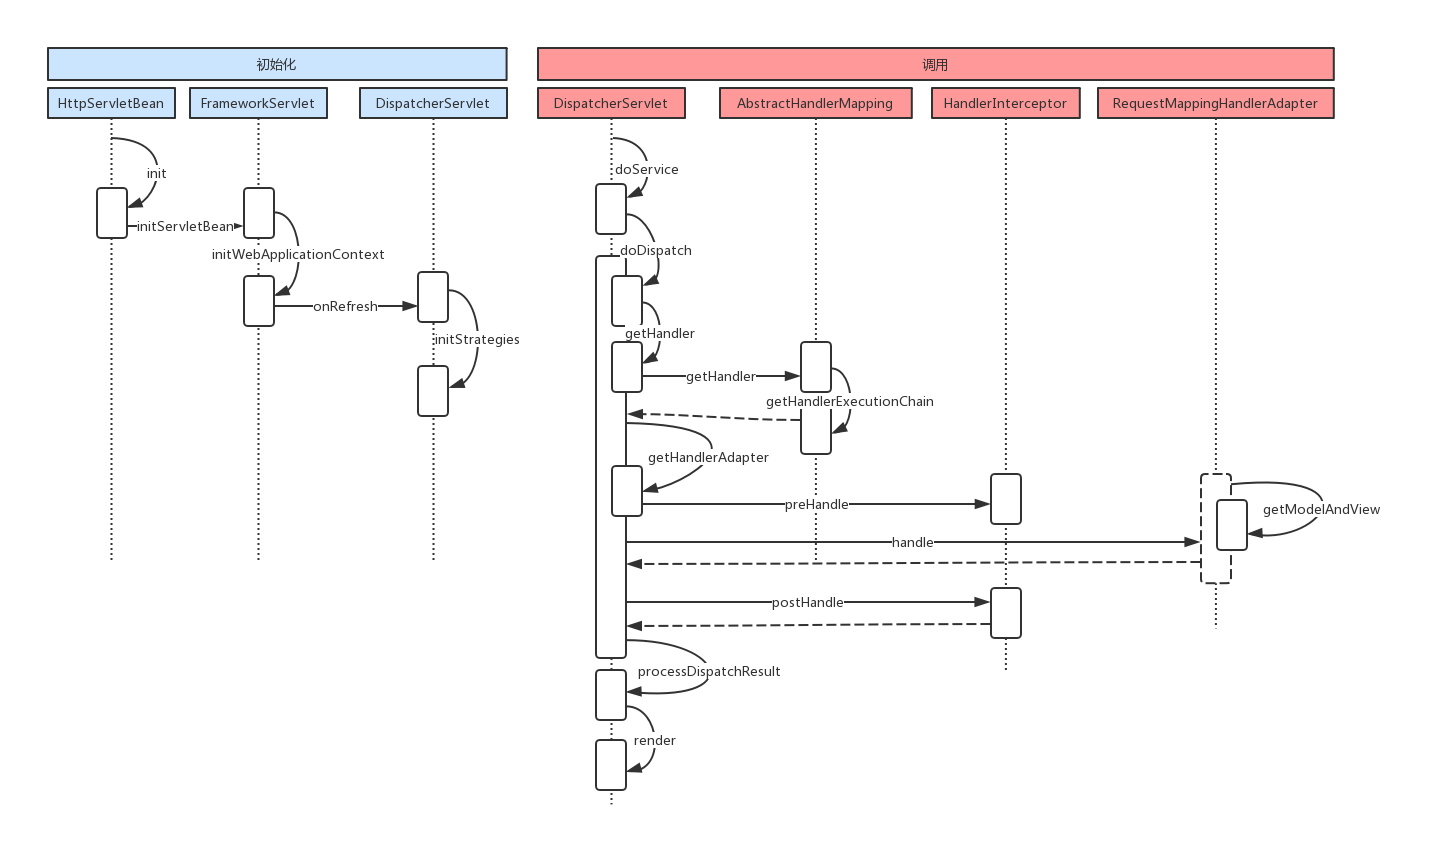 初始化
调用
HttpServletBean
FrameworkServlet
DispatcherServlet
DispatcherServlet
AbstractHandlerMapping
HandlerInterceptor
RequestMappingHandlerAdapter
init
initServletBean
initWebApplicationContext
onRefresh
initStrategies
doService
doDispatch
getHandler
getHandler
getHandlerExecutionChain
getHandlerAdapter
preHandle
getModelAndView
handle
postHandle
processDispatchResult
render